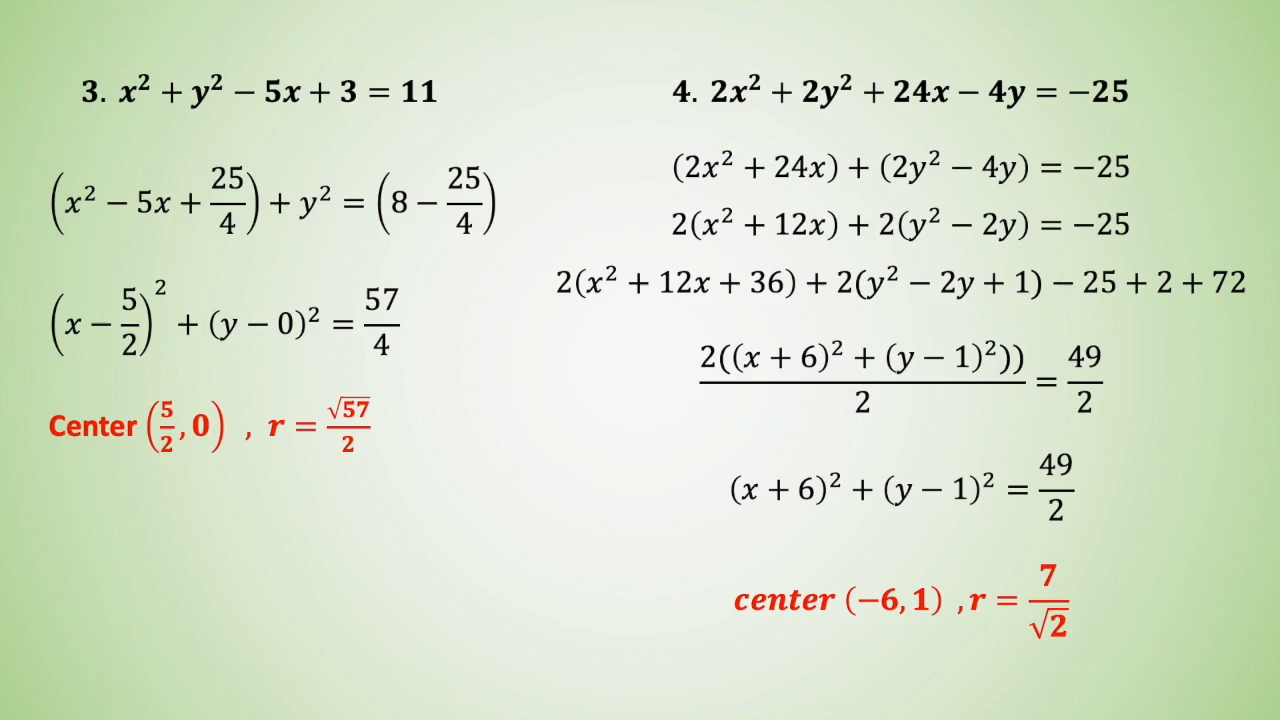 3. x² + y² − 5x + 3 = 11
(x² − 5x + 25/4) + y² = (8 − 25/4)
(x − 5/2)² + (y − 0)² = 57/4
Center (5/2, 0) , r = √57/2
4. 2x² + 2y² + 24x − 4y = −25
(2x² + 24x) + (2y² − 4y) = −25
2(x² + 12x) + 2(y² − 2y) = −25
2(x² + 12x + 36) + 2(y² − 2y + 1) − 25 + 2 + 72
2((x + 6)² + (y − 1)²))/2 = 49/2
(x + 6)² + (y − 1)² = 49/2
center (−6, 1) , r = 7/√2